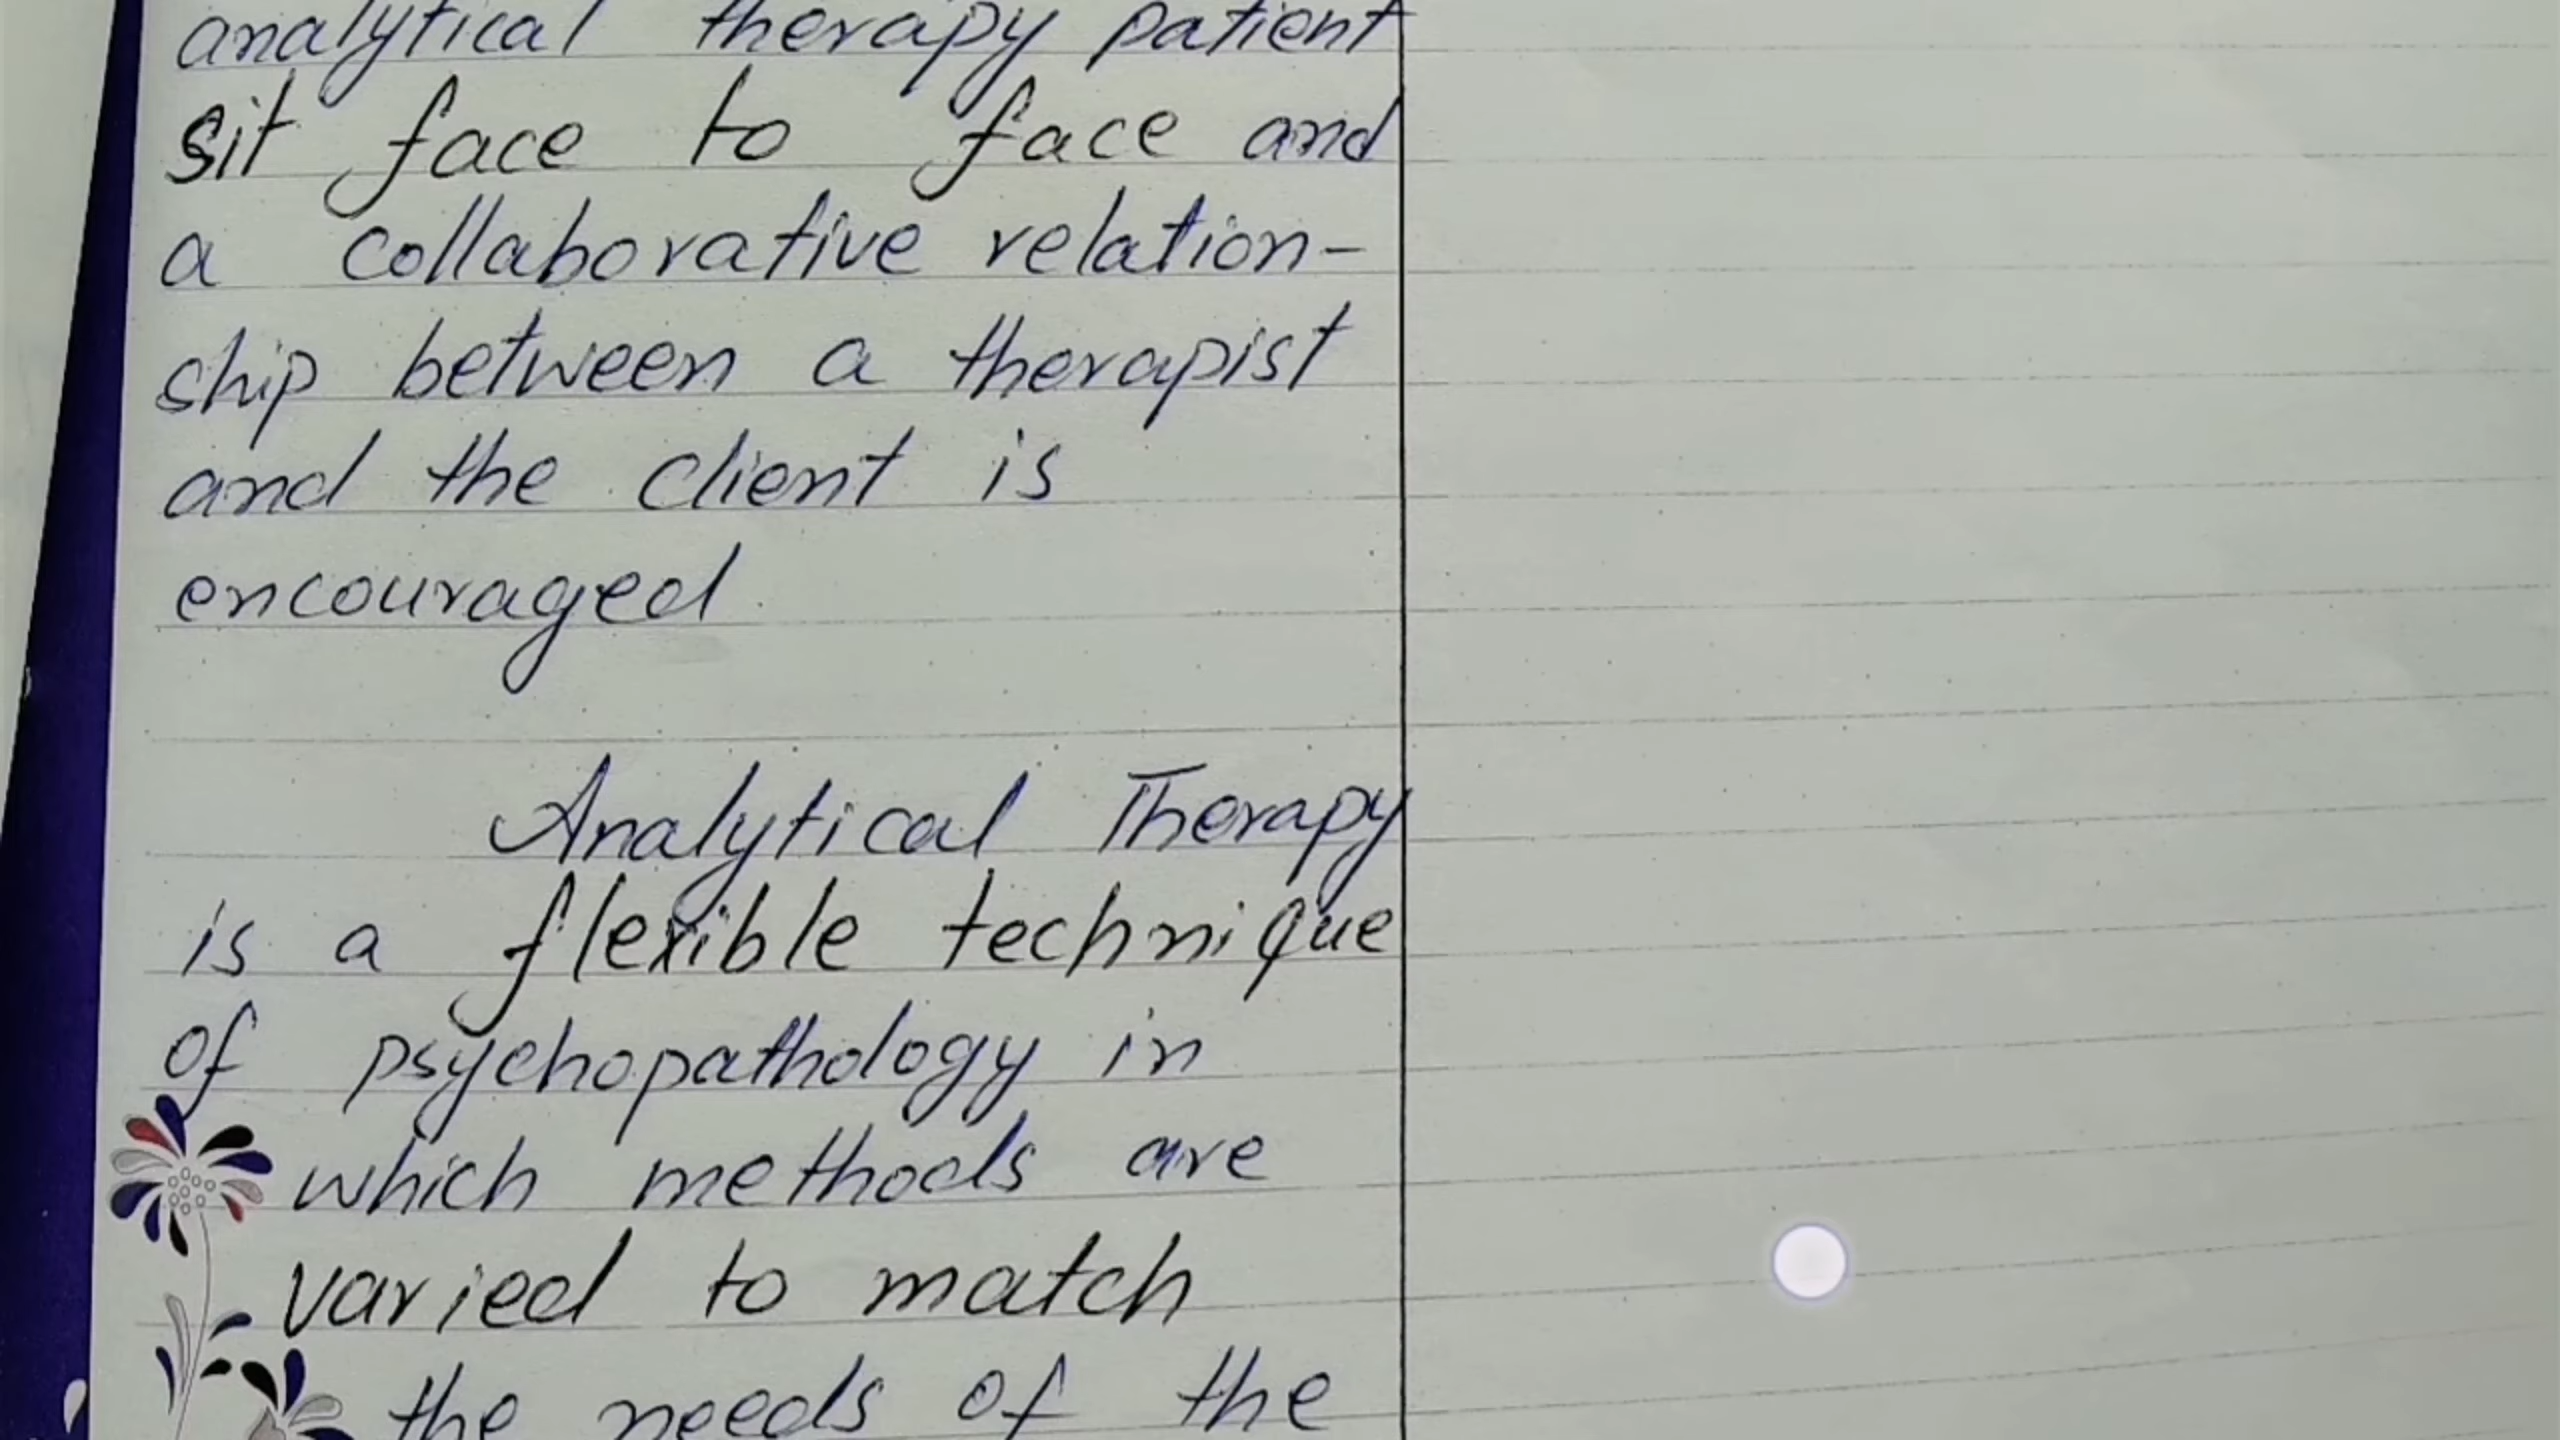 analytical therapy patient
sit face to face and
a collaborative relation-
ship between a therapist
and the client is
encouraged
Analytical Therapy
is a flexible technique
of psychopathology in
which methods are
varied to match
the needs of the